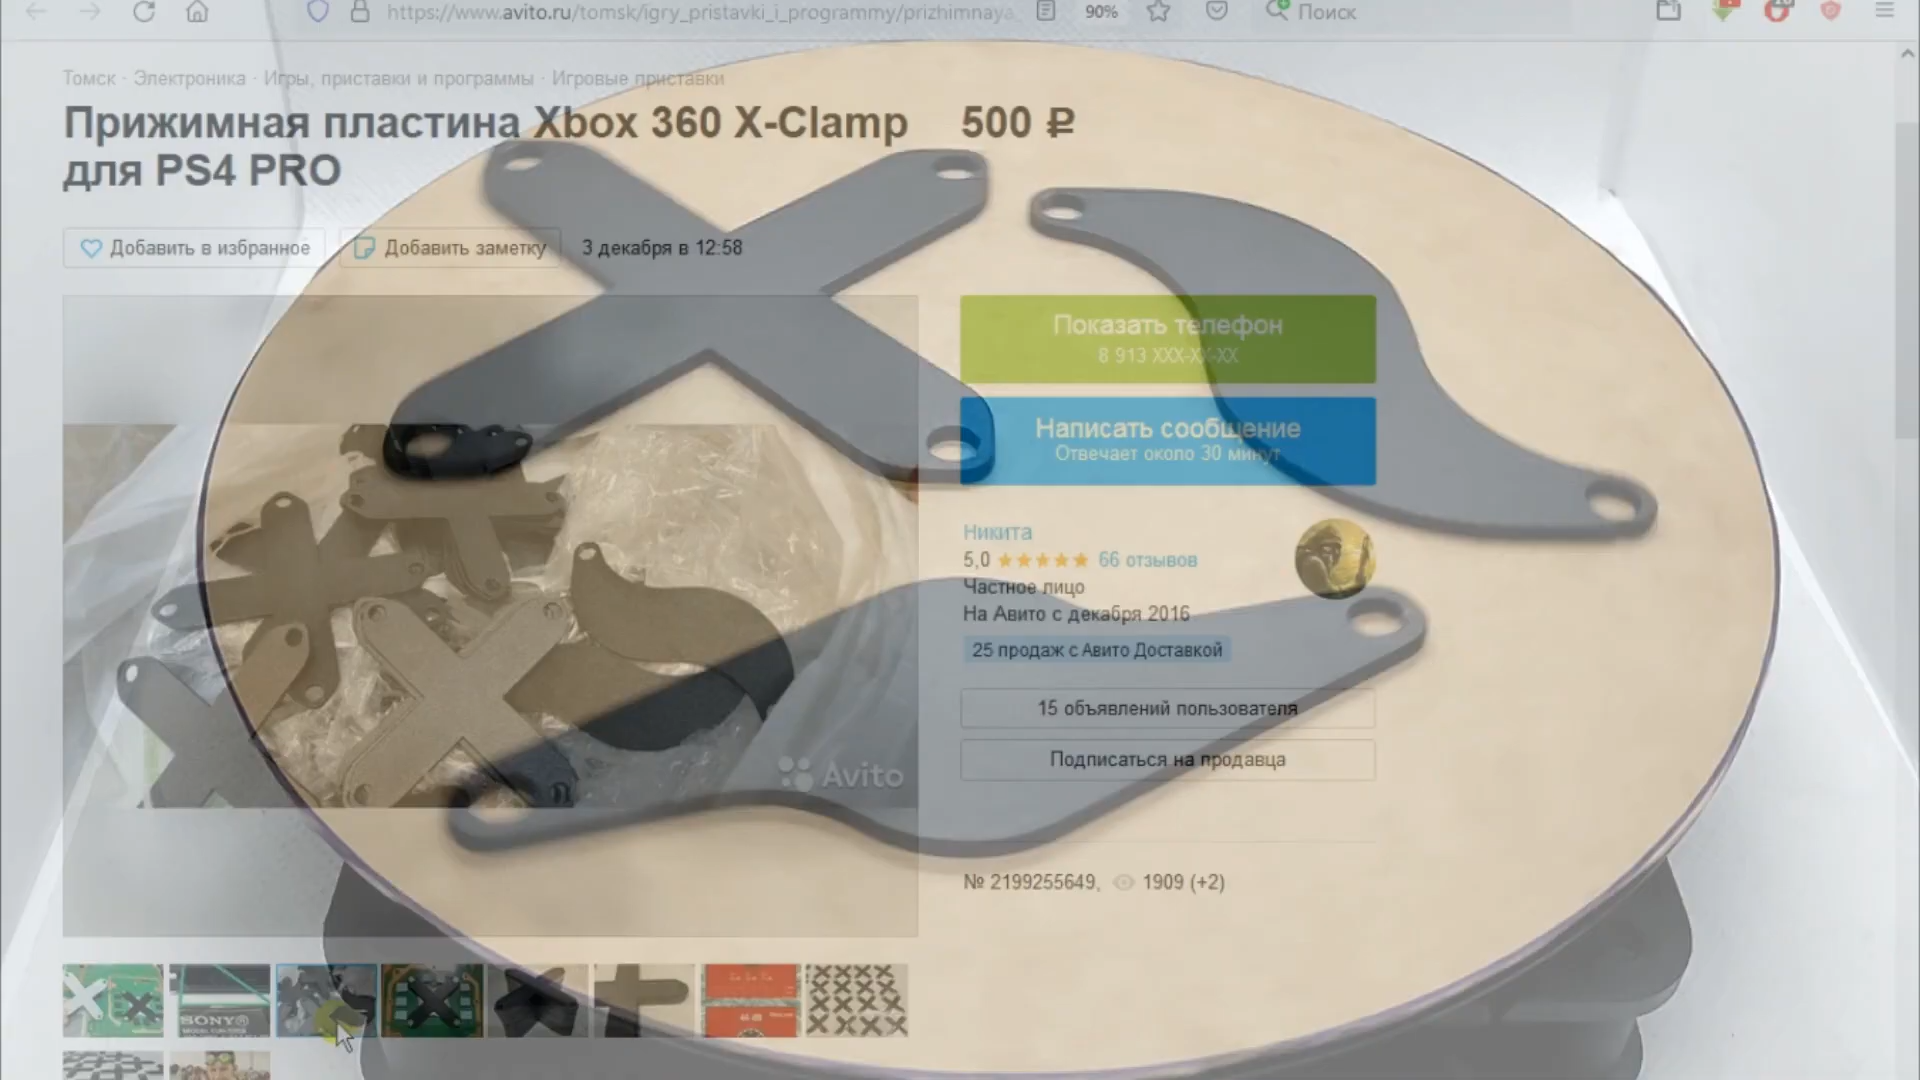 https://www.avito.ru/tomsk/igry_pristavki_i_programmy/prizhimnaya_
90%
Поиск
Томск · Электроника · Игры, приставки и программы · Игровые приставки
Прижимная пластина Xbox 360 X-Clamp
для PS4 PRO
500 ₽
Добавить в избранное
Добавить заметку
3 декабря в 12:58
Показать телефон
8 913 XXX-XX-XX
Написать сообщение
Отвечает около 30 минут
Никита
5,0
66 отзывов
Частное лицо
На Авито с декабря 2016
25 продаж с Авито Доставкой
15 объявлений пользователя
Подписаться на продавца
Avito
№ 2199255649,
1909 (+2)
SONY®